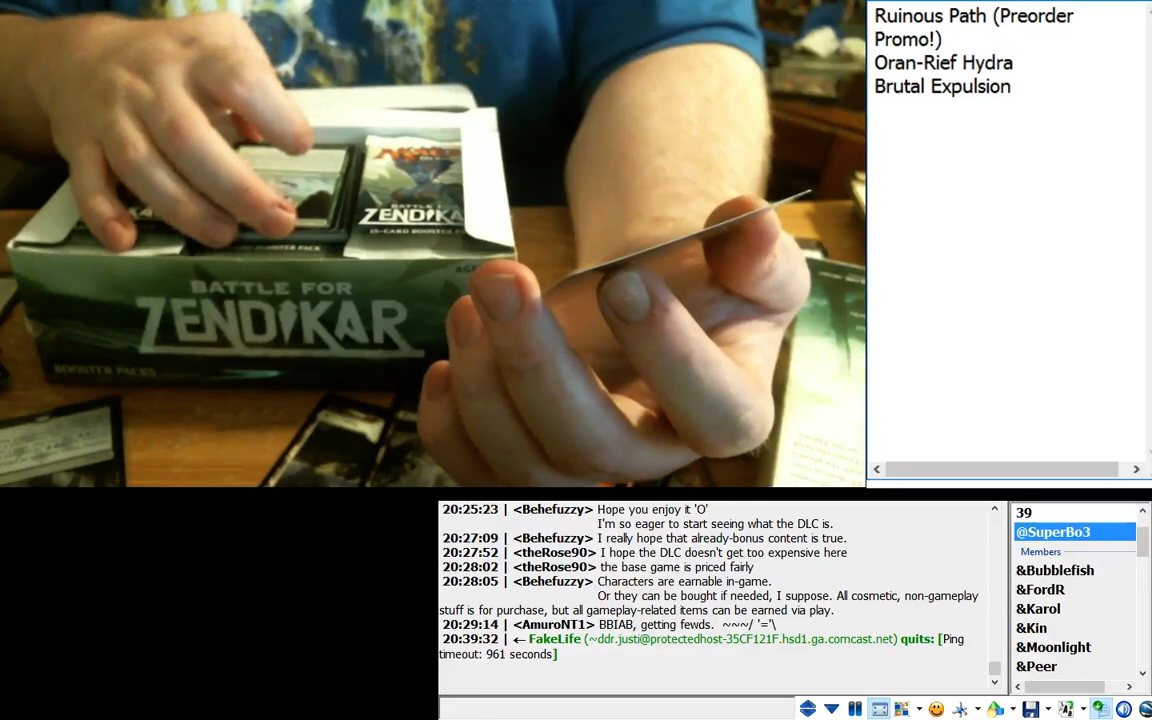 Ruinous Path (Preorder
Promo!)
Oran-Rief Hydra
Brutal Expulsion
BATTLE FOR
ZENDIKAR
15-CARD BOOSTER
BATTLE FOR
ZENDIKAR
BOOSTER PACKS
20:25:23 | <Behefuzzy> Hope you enjoy it 'O'
I'm so eager to start seeing what the DLC is.
20:27:09 | <Behefuzzy> I really hope that already-bonus content is true.
20:27:52 | <theRose90> I hope the DLC doesn't get too expensive here
20:28:02 | <theRose90> the base game is priced fairly
20:28:05 | <Behefuzzy> Characters are earnable in-game.
Or they can be bought if needed, I suppose. All cosmetic, non-gameplay
stuff is for purchase, but all gameplay-related items can be earned via play.
20:29:14 | <AmuroNT1> BBIAB, getting fewds. ~~~/ '='\
20:39:32 | ← FakeLife (~ddr.justi@protectedhost-35CF121F.hsd1.ga.comcast.net) quits: [Ping
timeout: 961 seconds]
39
@SuperBo3
Members
&Bubblefish
&FordR
&Karol
&Kin
&Moonlight
&Peer